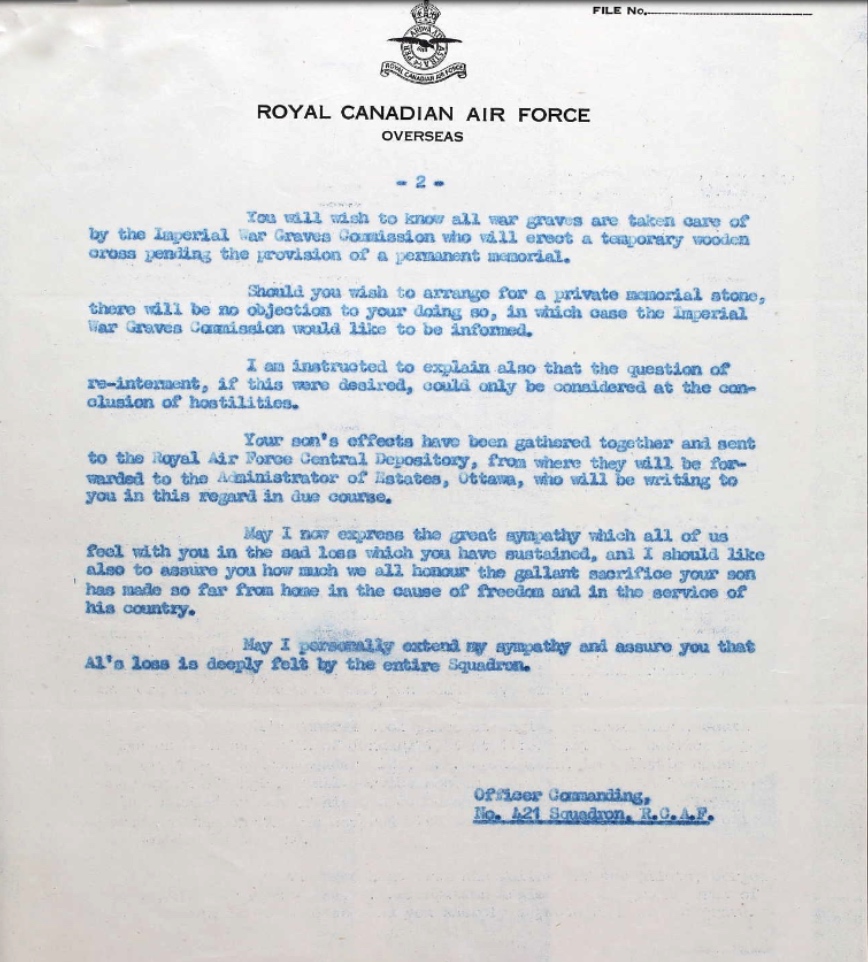 FILE No.
PER ARDUA AD ASTRA
ROYAL CANADIAN AIR FORCE
ROYAL CANADIAN AIR FORCE
OVERSEAS
- 2 -
You will wish to know all war graves are taken care of
by the Imperial War Graves Commission who will erect a temporary wooden
cross pending the provision of a permanent memorial.
Should you wish to arrange for a private memorial stone,
there will be no objection to your doing so, in which case the Imperial
War Graves Commission would like to be informed.
I am instructed to explain also that the question of
re-interment, if this were desired, could only be considered at the con-
clusion of hostilities.
Your son's effects have been gathered together and sent
to the Royal Air Force Central Depository, from where they will be for-
warded to the Administrator of Estates, Ottawa, who will be writing to
you in this regard in due course.
May I now express the great sympathy which all of us
feel with you in the sad loss which you have sustained, and I should like
also to assure you how much we all honour the gallant sacrifice your son
has made so far from home in the cause of freedom and in the service of
his country.
May I personally extend my sympathy and assure you that
Al's loss is deeply felt by the entire Squadron.
Officer Commanding,
No. 421 Squadron, R.C.A.F.